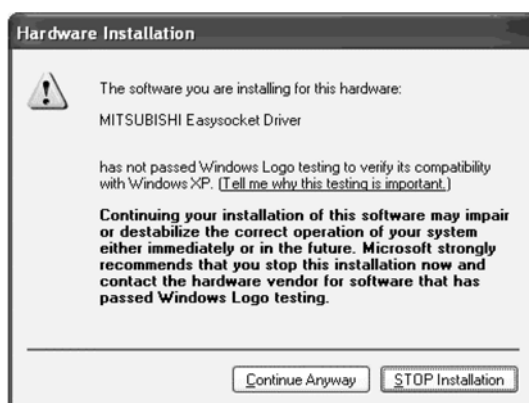 Hardware Installation
The software you are installing for this hardware:
MITSUBISHI Easysocket Driver
has not passed Windows Logo testing to verify its compatibility
with Windows XP. (Tell me why this testing is important.)
Continuing your installation of this software may impair
or destabilize the correct operation of your system
either immediately or in the future. Microsoft strongly
recommends that you stop this installation now and
contact the hardware vendor for software that has
passed Windows Logo testing.
Continue Anyway
STOP Installation